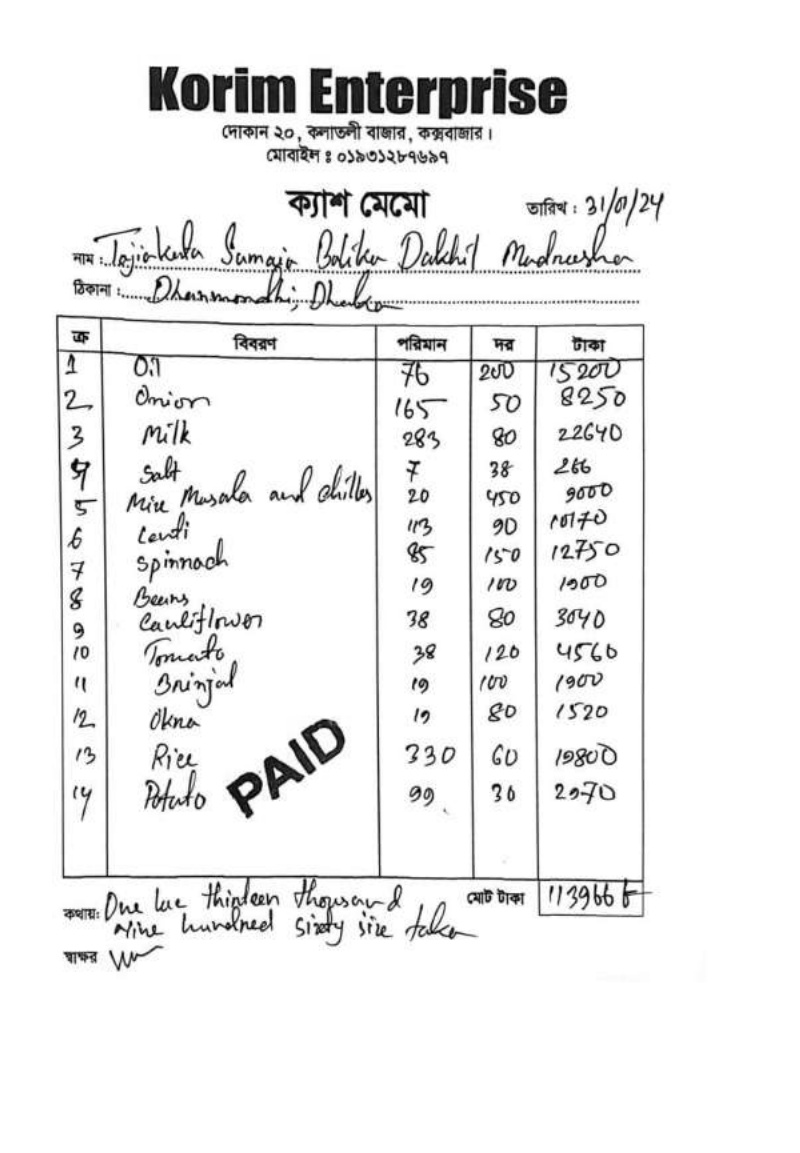 Korim Enterprise
দোকান ২০, কলাতলী বাজার, কক্সবাজার।
মোবাইল ঃ ০১৯৩১২৮৭৬৯৭
ক্যাশ মেমো
তারিখ : 31/01/24
নাম : Tajiakata Samaja Balika Dakhil Madrasha
ঠিকানা : Dhanmondhi, Dhaka
ক্র বিবরণ পরিমান দর টাকা
1 Oil 76 200 15200
2 Onion 165 50 8250
3 Milk 283 80 22640
4 Salt 7 38 266
5 Mix Masala and chilles 20 450 9000
6 Lenti 113 90 10170
7 Spinnach 85 150 12750
8 Beans 19 100 1900
9 Cauliflower 38 80 3040
10 Tomato 38 120 4560
11 Brinjal 19 100 1900
12 Okra 19 80 1520
13 Rice 330 60 19800
14 Potato 99 30 2970
PAID
মোট টাকা 113966 ৳
কথায়: One lac thirteen thousand
Nine hundred sixty six taka
স্বাক্ষর